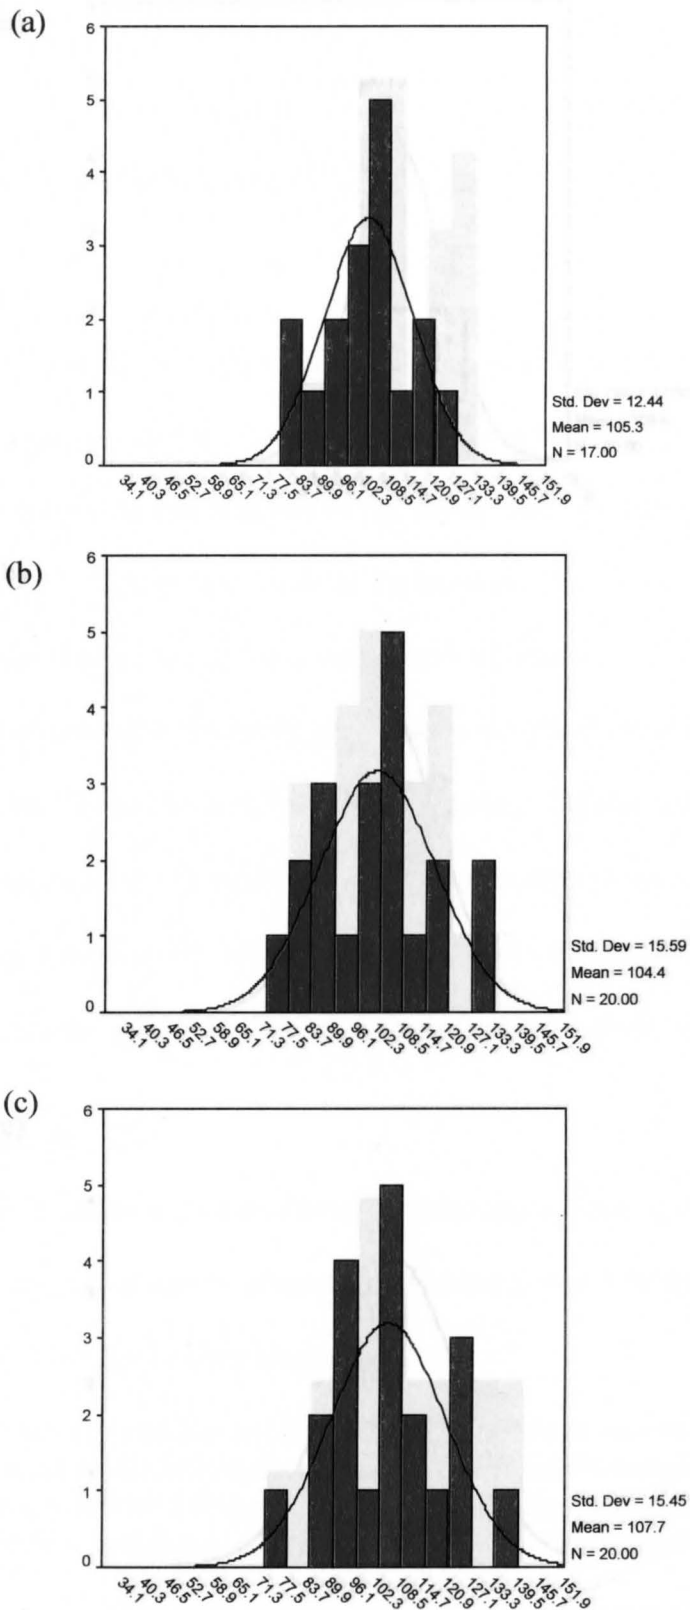 (a)
6
5
4
3
2
1
0
34.1 40.3 46.5 52.7 58.9 65.1 71.3 77.5 83.7 89.9 96.1 102.3 108.5 114.7 120.9 127.1 133.3 139.5 145.7 151.9
Std. Dev = 12.44
Mean = 105.3
N = 17.00
(b)
6
5
4
3
2
1
0
34.1 40.3 46.5 52.7 58.9 65.1 71.3 77.5 83.7 89.9 96.1 102.3 108.5 114.7 120.9 127.1 133.3 139.5 145.7 151.9
Std. Dev = 15.59
Mean = 104.4
N = 20.00
(c)
6
5
4
3
2
1
0
34.1 40.3 46.5 52.7 58.9 65.1 71.3 77.5 83.7 89.9 96.1 102.3 108.5 114.7 120.9 127.1 133.3 139.5 145.7 151.9
Std. Dev = 15.45
Mean = 107.7
N = 20.00